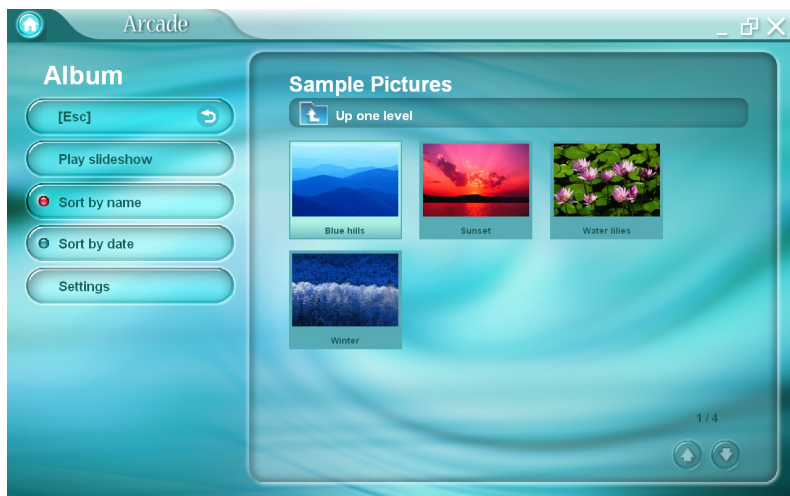 Arcade
Album
[Esc]
Play slideshow
Sort by name
Sort by date
Settings
Sample Pictures
Up one level
Blue hills
Sunset
Water lilies
Winter
1 / 4